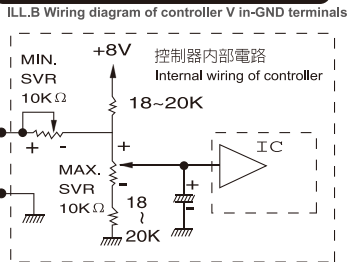 ILL.B Wiring diagram of controller V in-GND terminals
MIN.
SVR
10KΩ
+ -
+8V
控制器內部電路
Internal wiring of controller
18~20K
+
MAX.
SVR
10KΩ
-
18
~
20K
+
-
IC